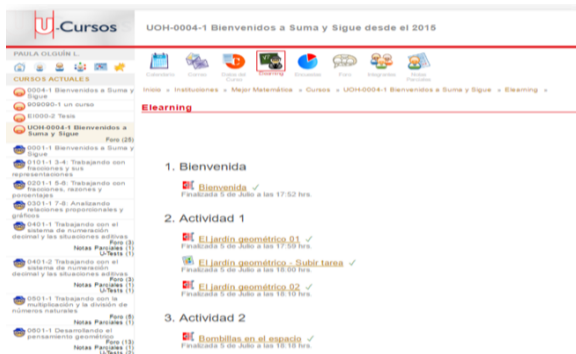 U-Cursos
UOH-0004-1 Bienvenidos a Suma y Sigue desde el 2015
PAULA OLGUÍN L.
CURSOS ACTUALES
0004-1 Bienvenidos a Suma y
Sigue
909090-1 un curso
EI000-2 Tesis
UOH-0004-1 Bienvenidos a
Suma y Sigue
Foro (25)
0001-1 7-8: Bienvenidos a Suma y
Sigue
0101-1 3-4: Trabajando con
fracciones y sus
representaciones
0201-1 5-6: Trabajando con
fracciones, razones y
porcentajes
0301-1 7-8: Analizando
relaciones proporcionales y
gráficos
0401-1 Trabajando con el
sistema de numeración
decimal y las situaciones aditivas
Foro (3)
Notas Parciales (1)
U-Tests (1)
0401-2 Trabajando con el
sistema de numeración
decimal y las situaciones aditivas
Foro (3)
Notas Parciales (1)
U-Tests (1)
0501-1 Trabajando con la
multiplicación y la división de
números naturales
Foro (8)
Notas Parciales (1)
0601-1 Desarrollando el
pensamiento geométrico
Foro (13)
Notas Parciales (1)
U-Tests (2)
Calendario
Correo
Datos del
Curso
Elearning
Encuestas
Foro
Integrantes
Notas
Parciales
Inicio » Instituciones » Mejor Matemática » Cursos » UOH-0004-1 Bienvenidos a Suma y Sigue » Elearning »
Elearning
1. Bienvenida
Bienvenida ✓
Finalizada 5 de Julio a las 17:52 hrs.
2. Actividad 1
El jardín geométrico 01 ✓
Finalizada 5 de Julio a las 17:59 hrs.
El jardín geométrico - Subir tarea ✓
Finalizada 5 de Julio a las 18:00 hrs.
El jardín geométrico 02 ✓
Finalizada 5 de Julio a las 18:10 hrs.
3. Actividad 2
Bombillas en el espacio ✓
Finalizada 5 de Julio a las 18:18 hrs.